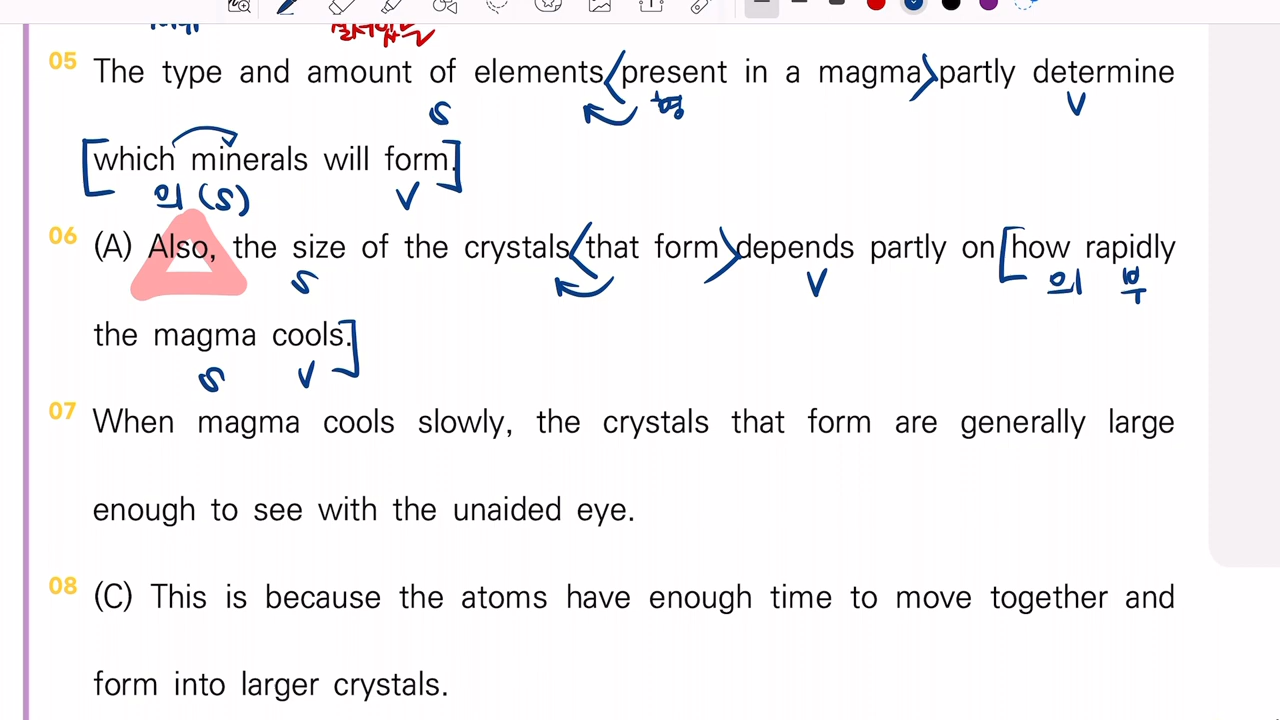 05 The type and amount of elements present in a magma partly determine
S 형 V
which minerals will form.
의 (S) V
06 (A) Also, the size of the crystals that form depends partly on how rapidly
S V 의 부
the magma cools.
S V
07 When magma cools slowly, the crystals that form are generally large
enough to see with the unaided eye.
08 (C) This is because the atoms have enough time to move together and
form into larger crystals.